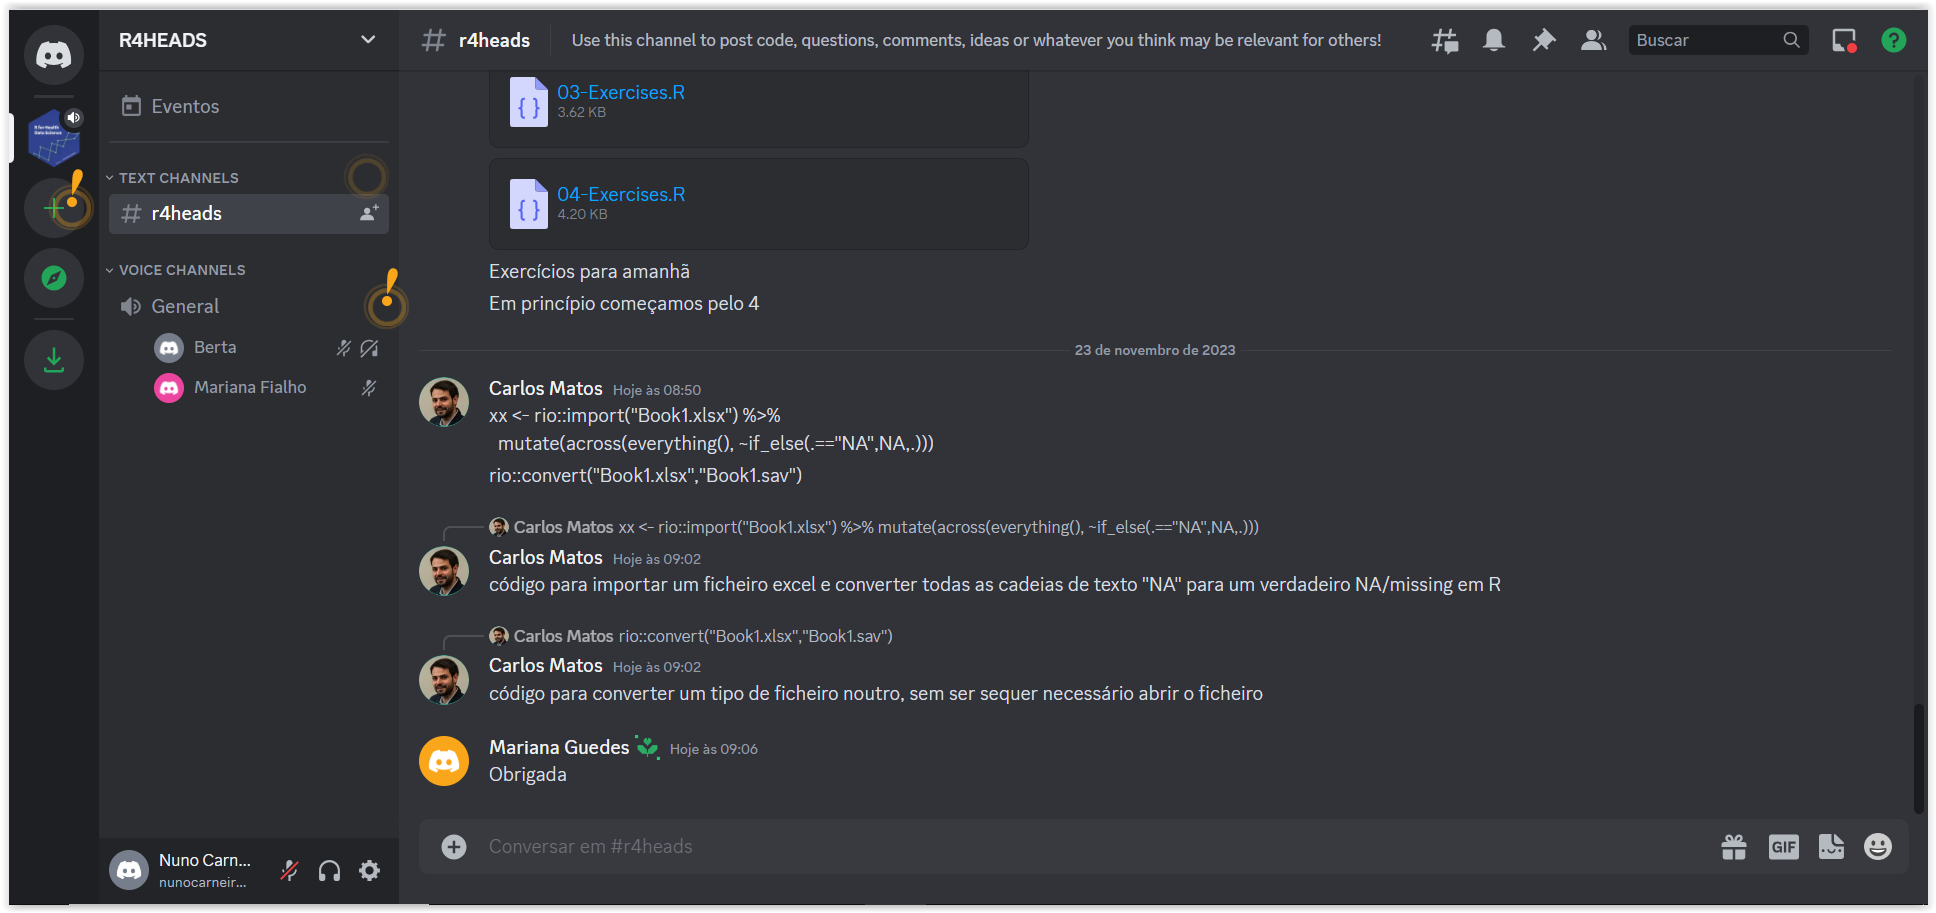 R4HEADS
r4heads
Use this channel to post code, questions, comments, ideas or whatever you think may be relevant for others!
Buscar
?
R for Health
Data Science
Eventos
TEXT CHANNELS
r4heads
VOICE CHANNELS
General
Berta
Mariana Fialho
Nuno Carn...
nunocarneir...
03-Exercises.R
3.62 KB
04-Exercises.R
4.20 KB
Exercícios para amanhã
Em princípio começamos pelo 4
23 de novembro de 2023
Carlos Matos Hoje às 08:50
xx <- rio::import("Book1.xlsx") %>%
mutate(across(everything(), ~if_else(.=="NA",NA,.)))
rio::convert("Book1.xlsx","Book1.sav")
Carlos Matos xx <- rio::import("Book1.xlsx") %>% mutate(across(everything(), ~if_else(.=="NA",NA,.)))
Carlos Matos Hoje às 09:02
código para importar um ficheiro excel e converter todas as cadeias de texto "NA" para um verdadeiro NA/missing em R
Carlos Matos rio::convert("Book1.xlsx","Book1.sav")
Carlos Matos Hoje às 09:02
código para converter um tipo de ficheiro noutro, sem ser sequer necessário abrir o ficheiro
Mariana Guedes Hoje às 09:06
Obrigada
Conversar em #r4heads
GIF